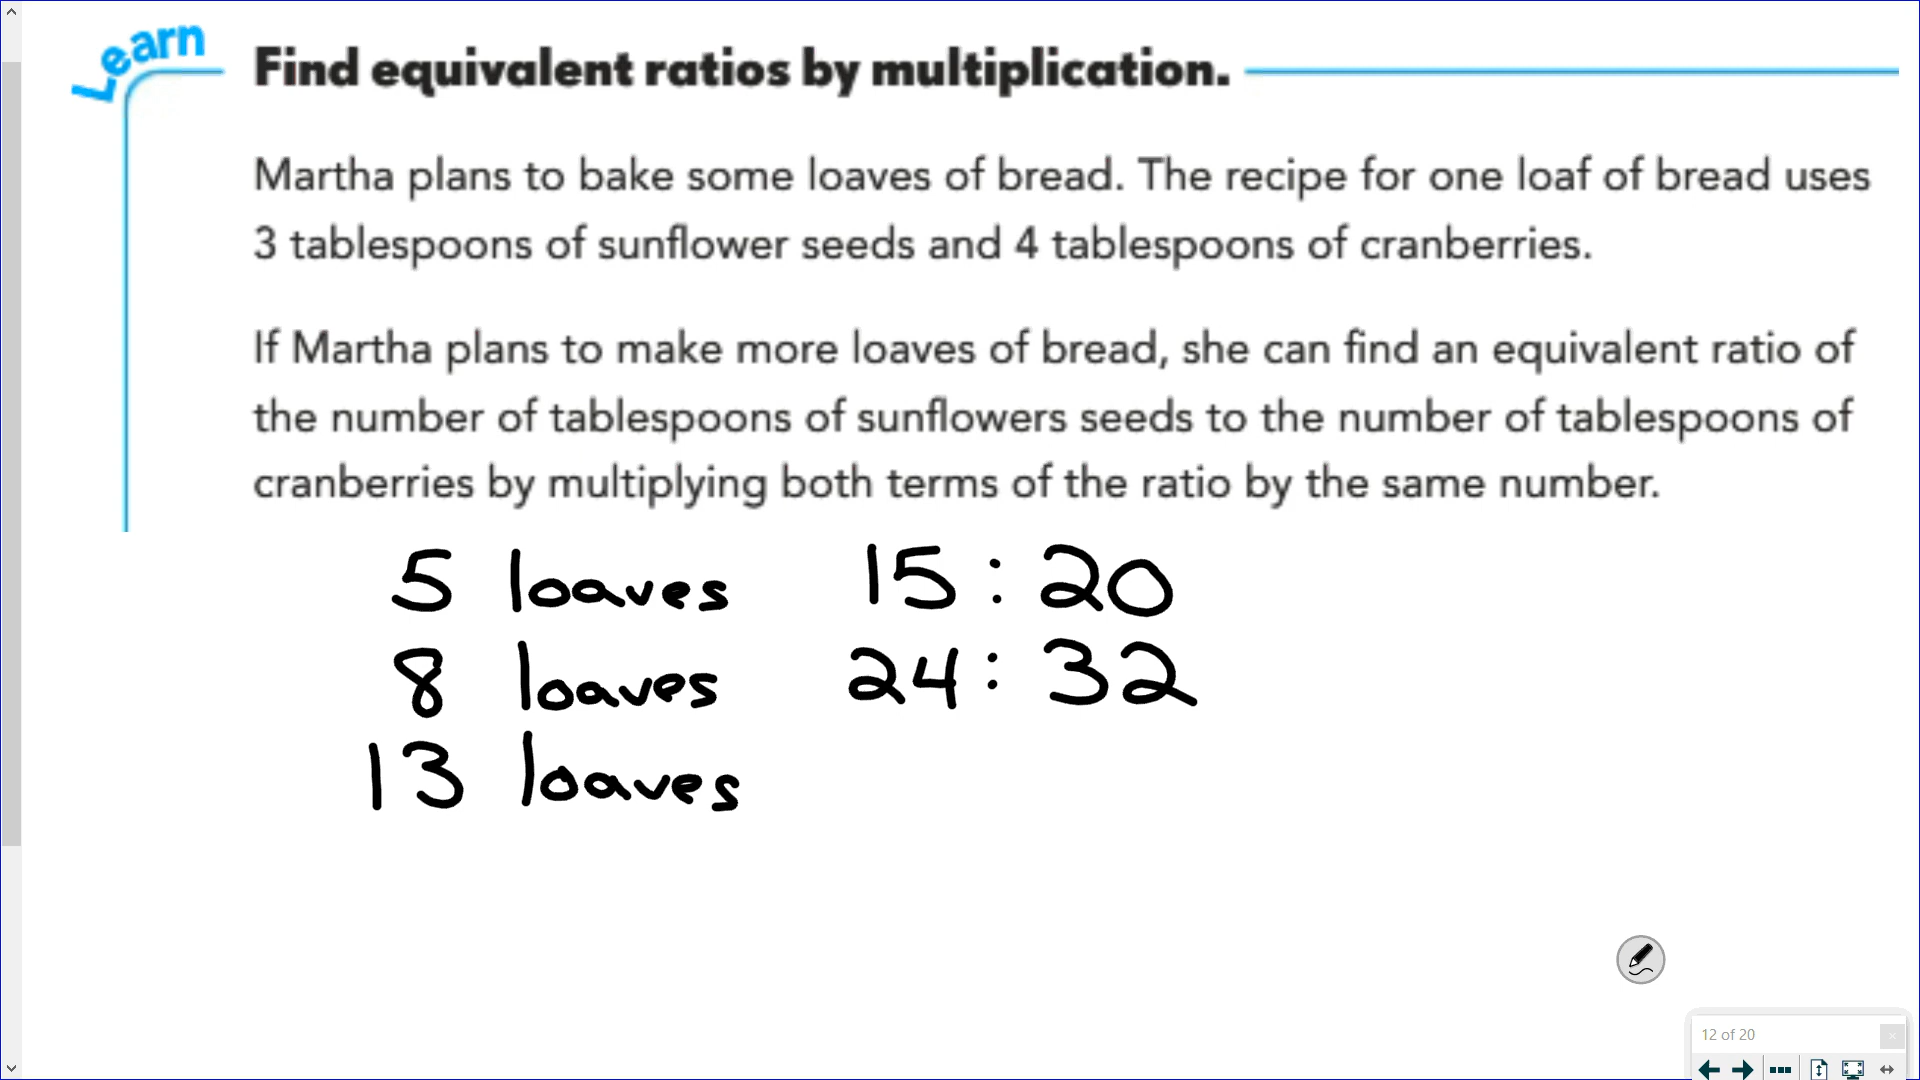 Learn
Find equivalent ratios by multiplication.
Martha plans to bake some loaves of bread. The recipe for one loaf of bread uses
3 tablespoons of sunflower seeds and 4 tablespoons of cranberries.
If Martha plans to make more loaves of bread, she can find an equivalent ratio of
the number of tablespoons of sunflowers seeds to the number of tablespoons of
cranberries by multiplying both terms of the ratio by the same number.
5 loaves 15 : 20
8 loaves 24 : 32
13 loaves
12 of 20